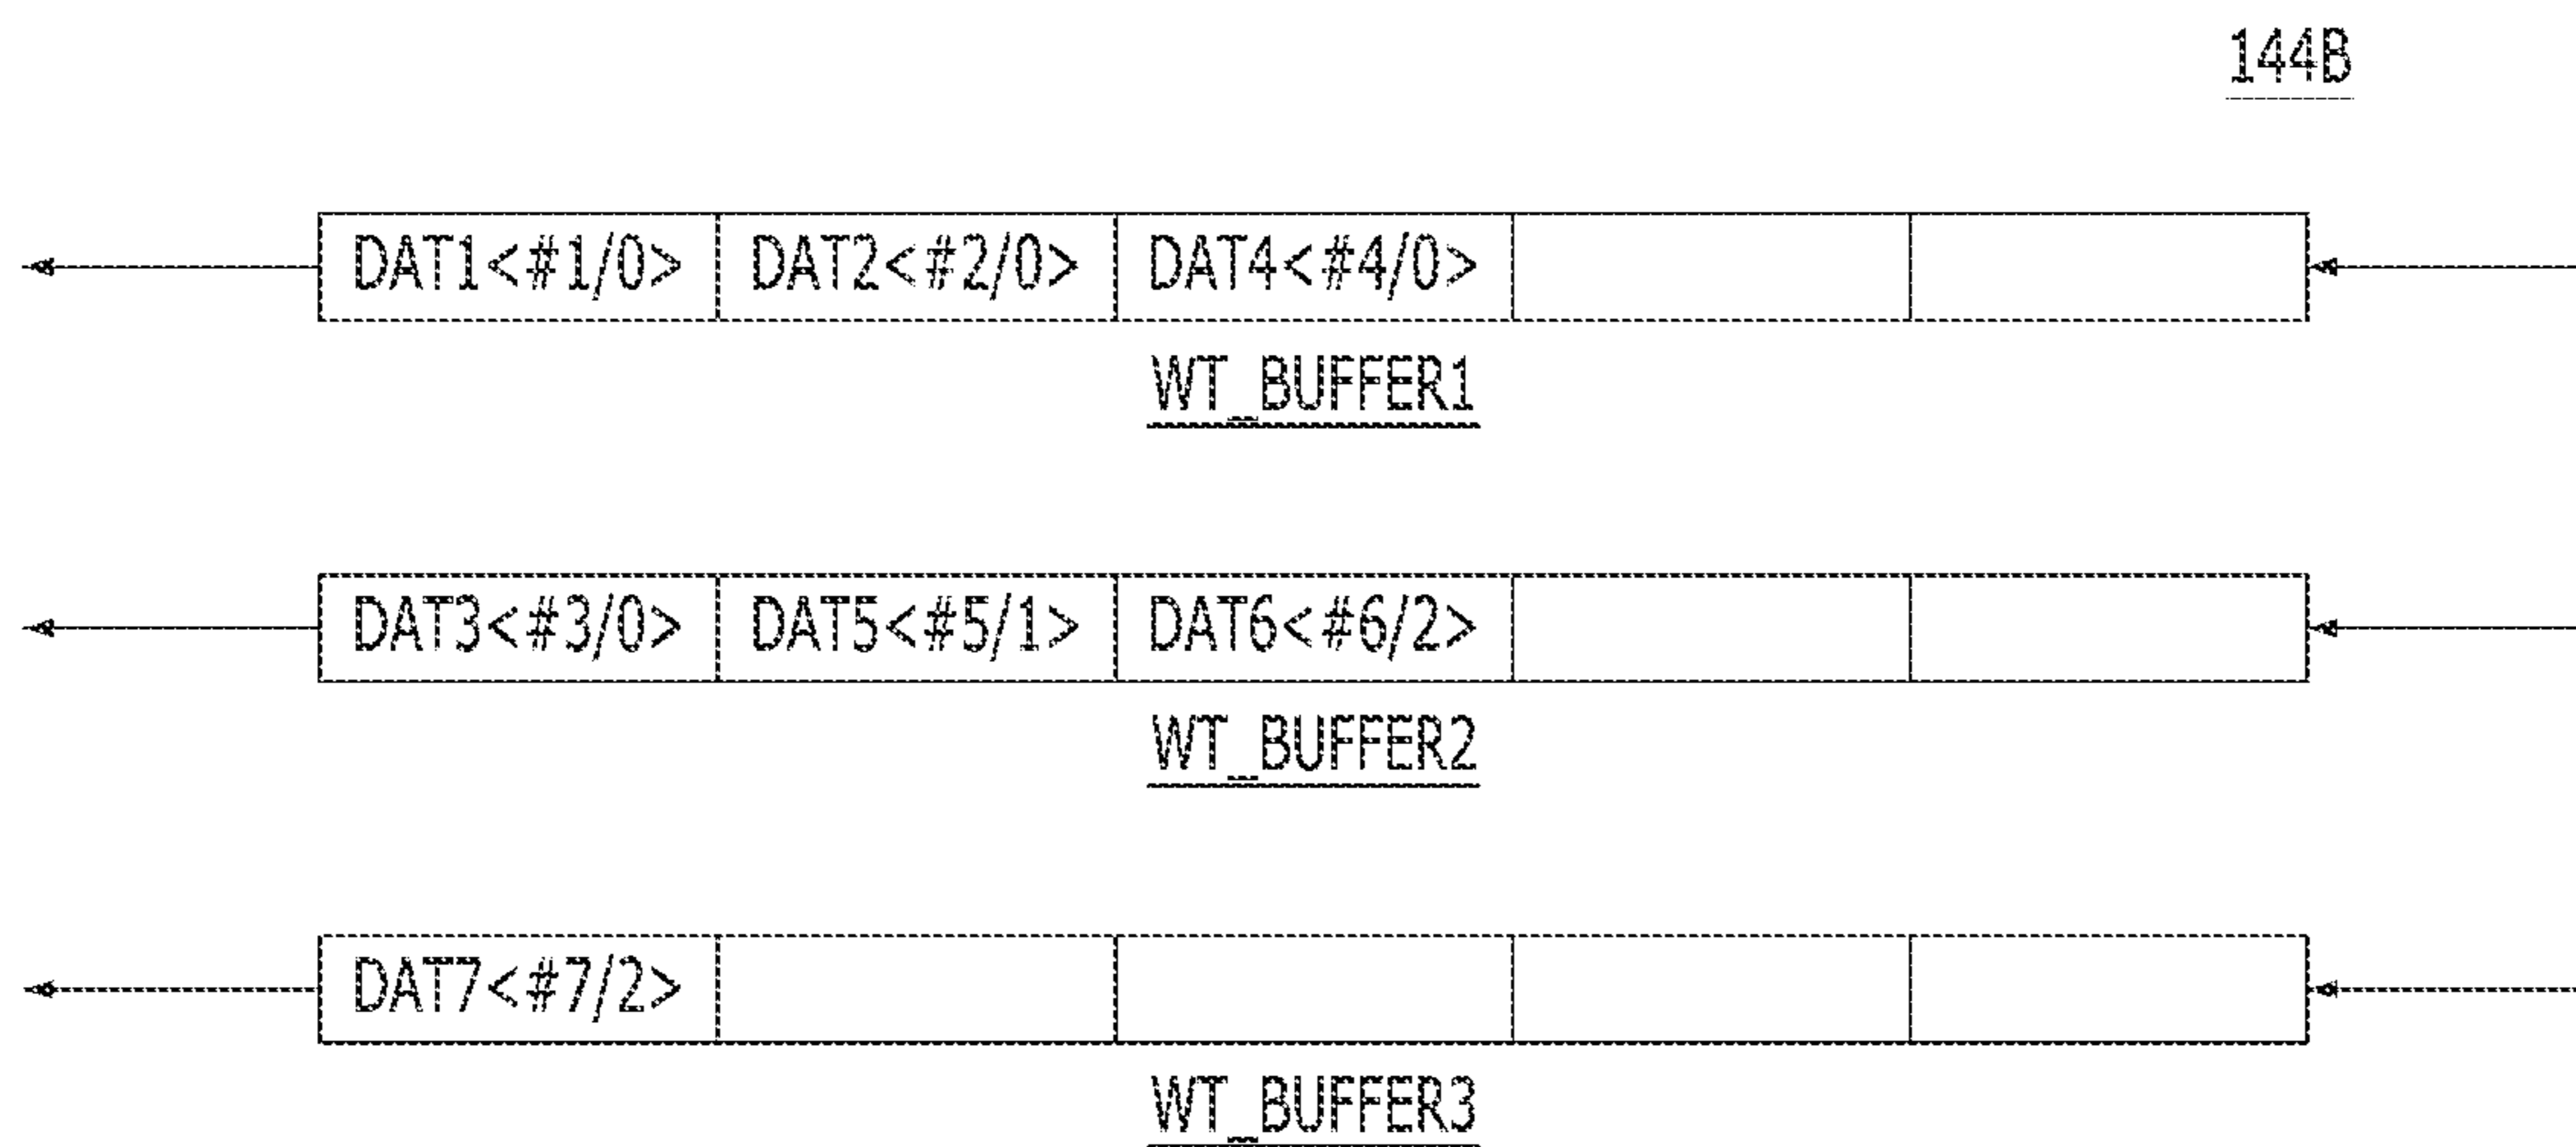 144B
DAT1<#1/0> DAT2<#2/0> DAT4<#4/0>
WT_BUFFER1
DAT3<#3/0> DAT5<#5/1> DAT6<#6/2>
WT_BUFFER2
DAT7<#7/2>
WT_BUFFER3